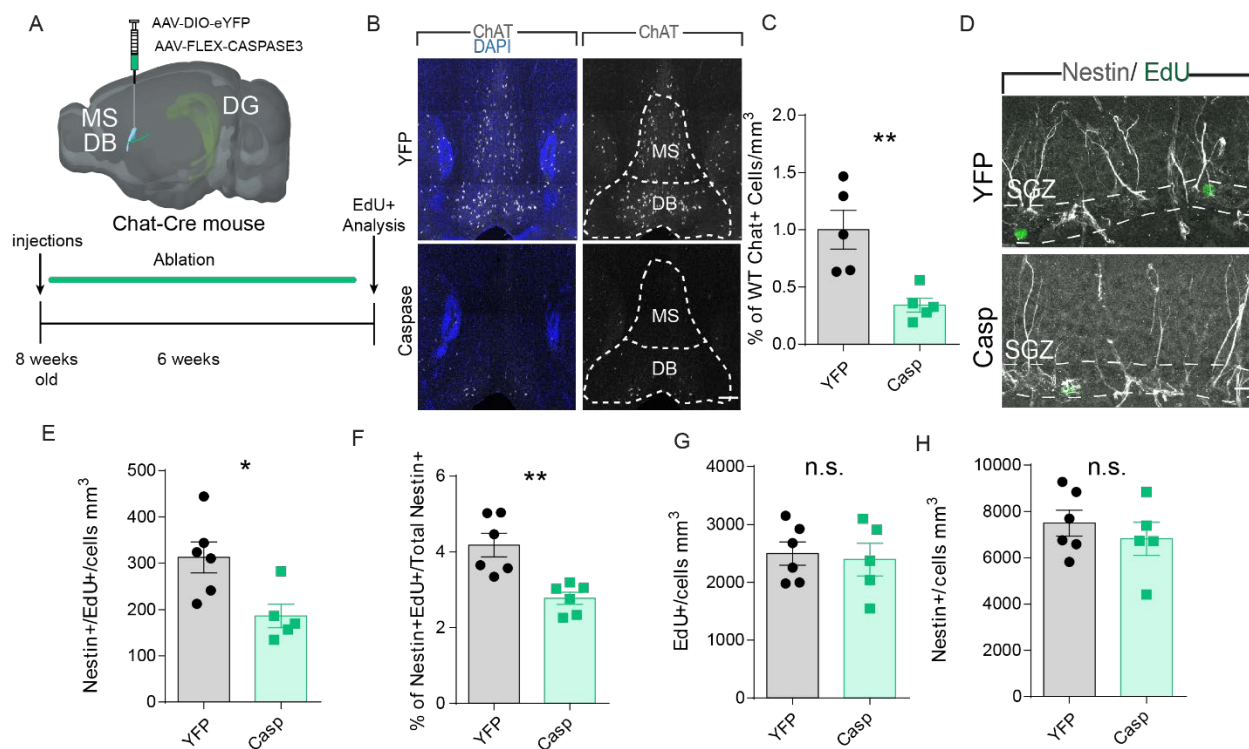 A
AAV-DIO-eYFP
AAV-FLEX-CASPASE3
MS
DB
DG
Chat-Cre mouse
injections
Ablation
EdU+
Analysis
8 weeks
old
6 weeks
B
ChAT
DAPI
ChAT
YFP
MS
DB
Caspase
MS
DB
C
% of WT Chat+ Cells/mm³
2.0
1.5
1.0
0.5
0.0
**
YFP
Casp
D
Nestin/ EdU
YFP
SGZ
Casp
SGZ
E
Nestin+/EdU+/cells mm³
500
400
300
200
100
0
*
YFP
Casp
F
% of Nestin+EdU+/Total Nestin+
6
4
2
0
**
YFP
Casp
G
EdU+/cells mm³
4000
3000
2000
1000
0
n.s.
YFP
Casp
H
Nestin+/cells mm³
10000
8000
6000
4000
2000
0
n.s.
YFP
Casp